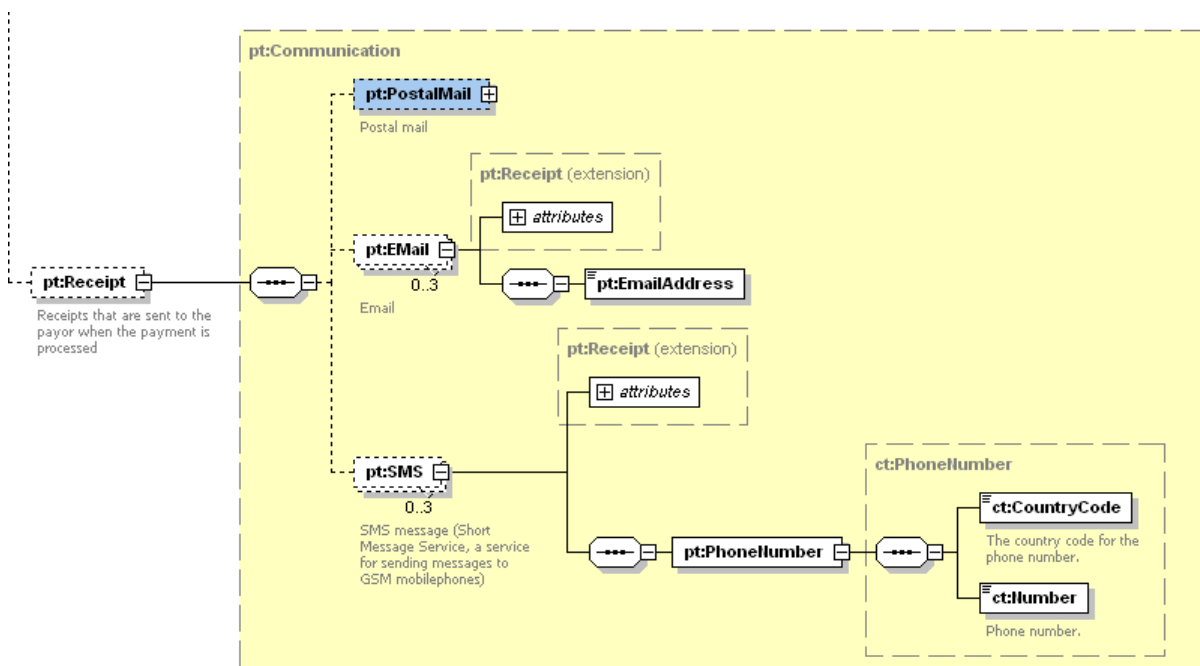 pt:Communication
pt:PostalMail
Postal mail
pt:Receipt (extension)
attributes
pt:EMail
0..3
pt:EmailAddress
Email
pt:Receipt
Receipts that are sent to the
payor when the payment is
processed
pt:Receipt (extension)
attributes
pt:SMS
0..3
SMS message (Short
Message Service, a service
for sending messages to
GSM mobilephones)
pt:PhoneNumber
ct:PhoneNumber
ct:CountryCode
The country code for the
phone number.
ct:Number
Phone number.